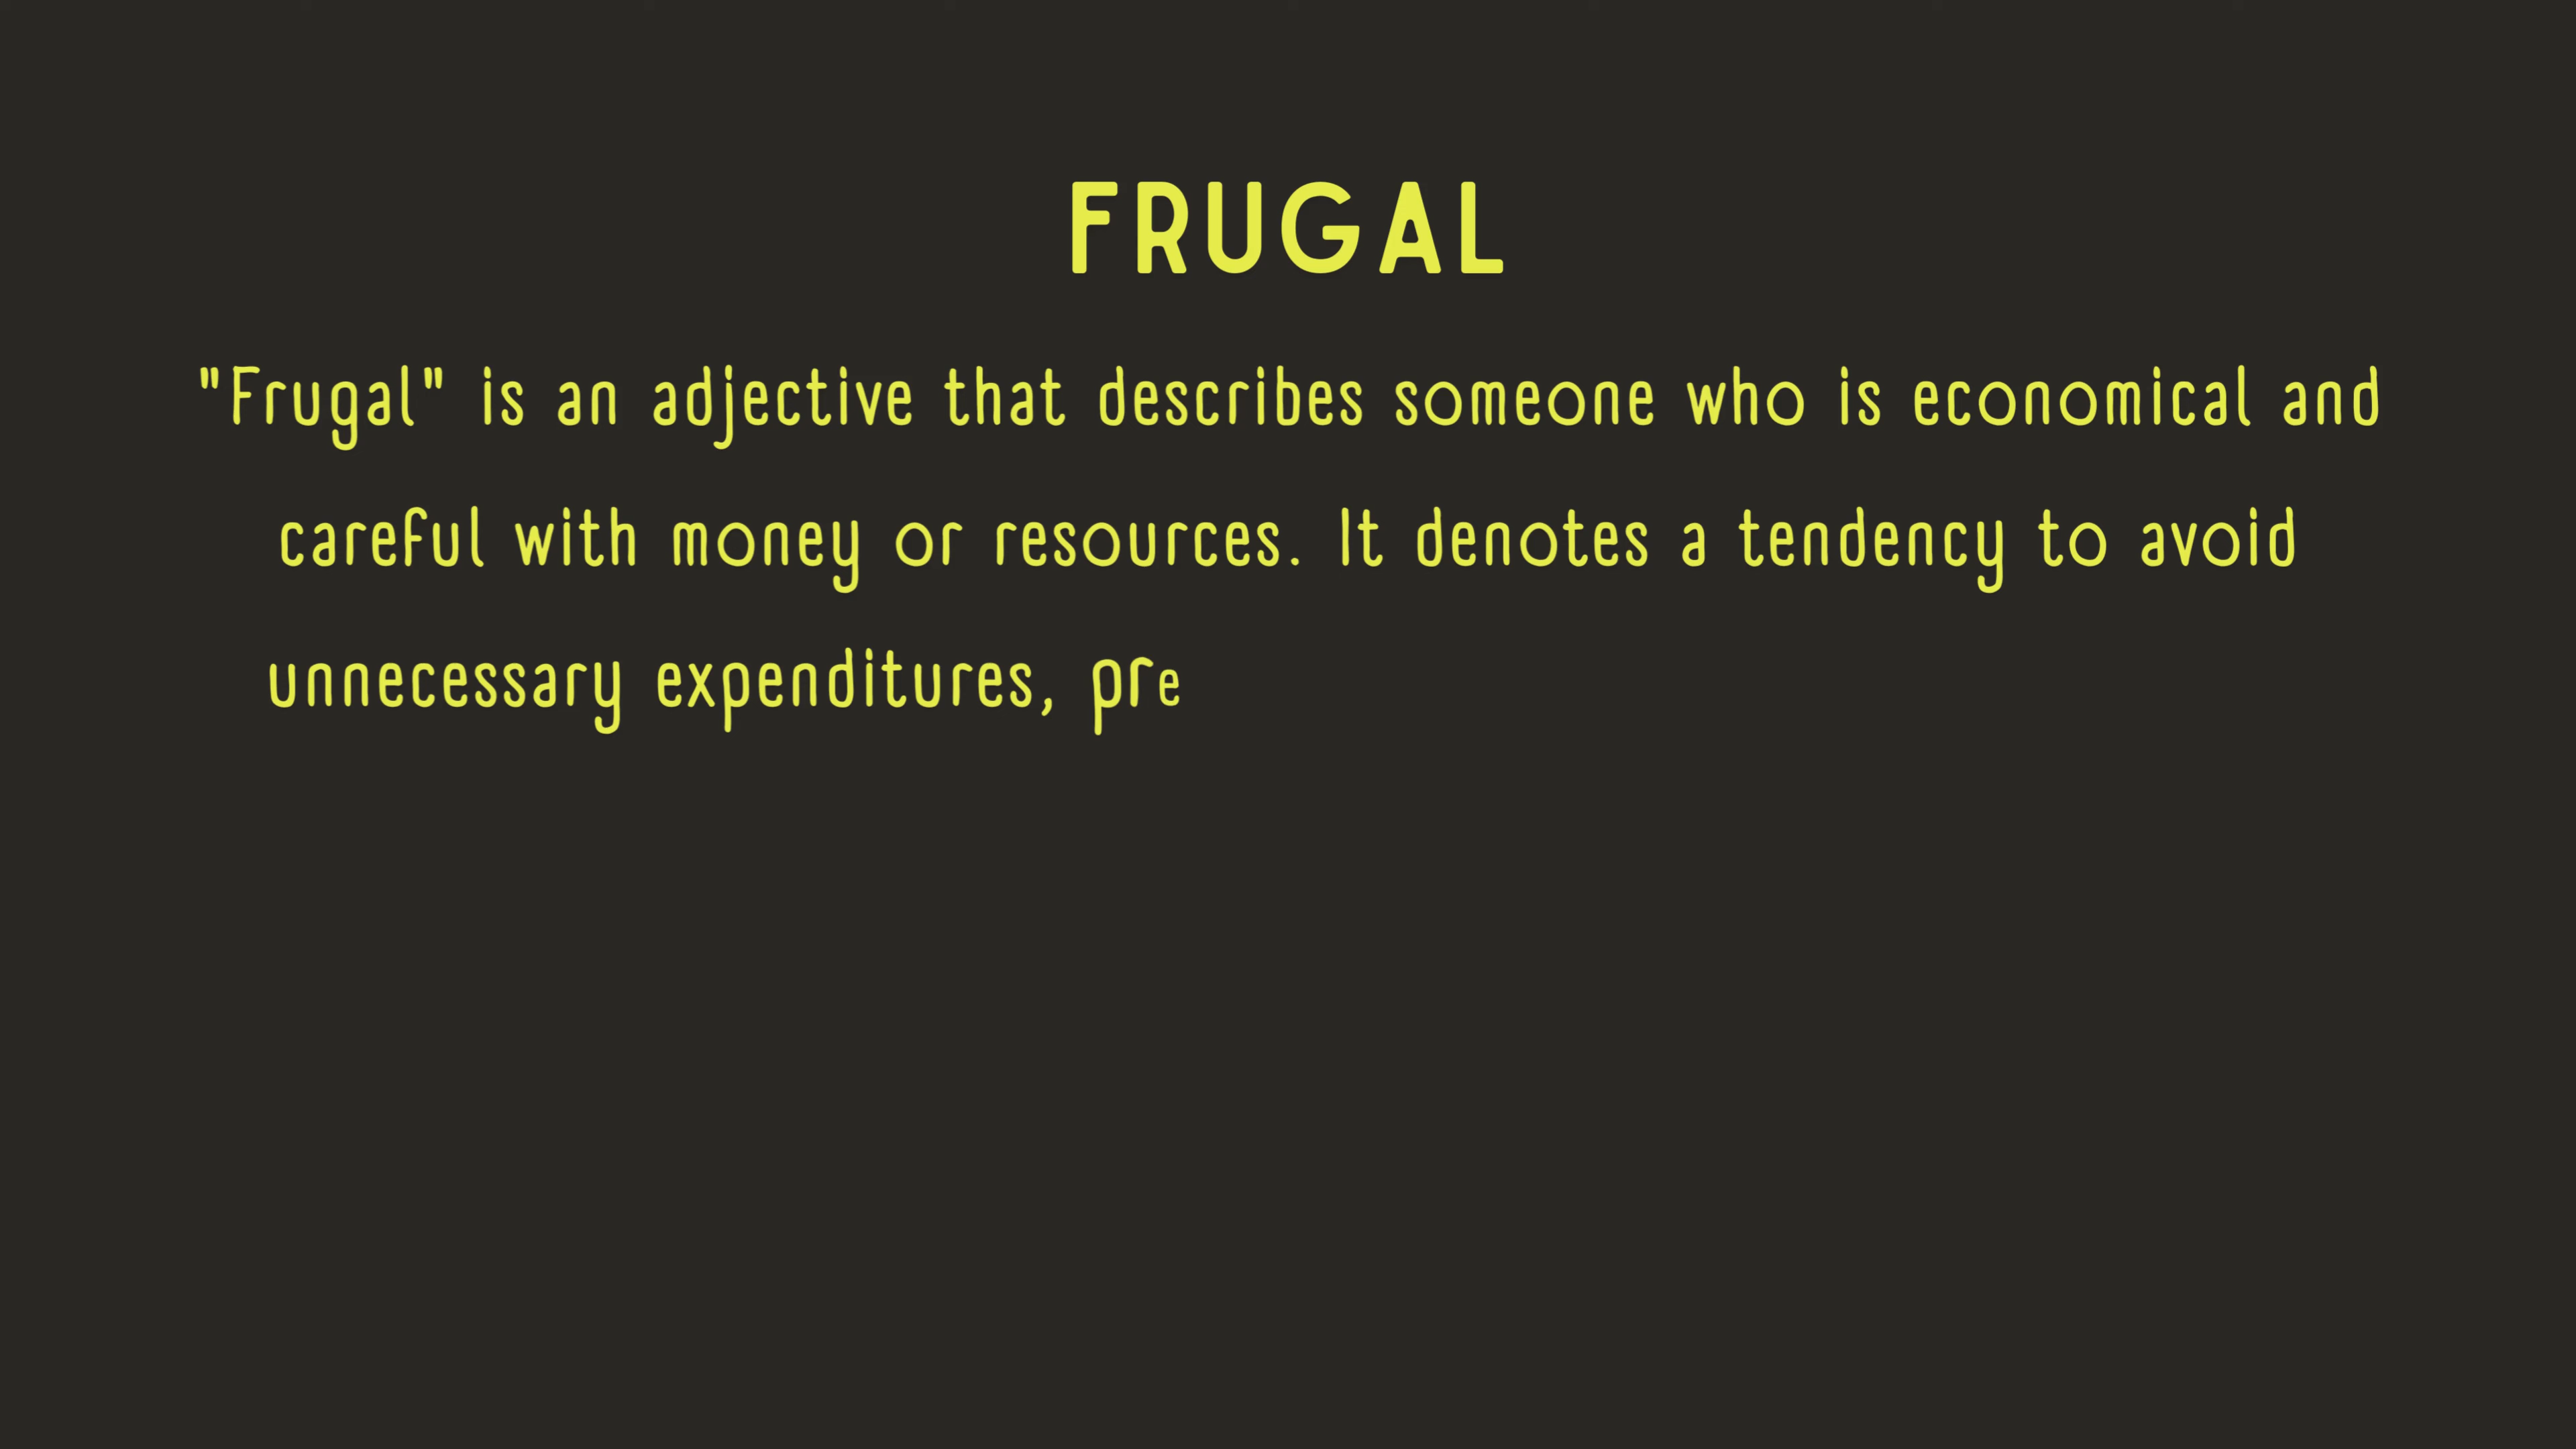 FRUGAL
"Frugal" is an adjective that describes someone who is economical and
careful with money or resources. It denotes a tendency to avoid
unnecessary expenditures, pre